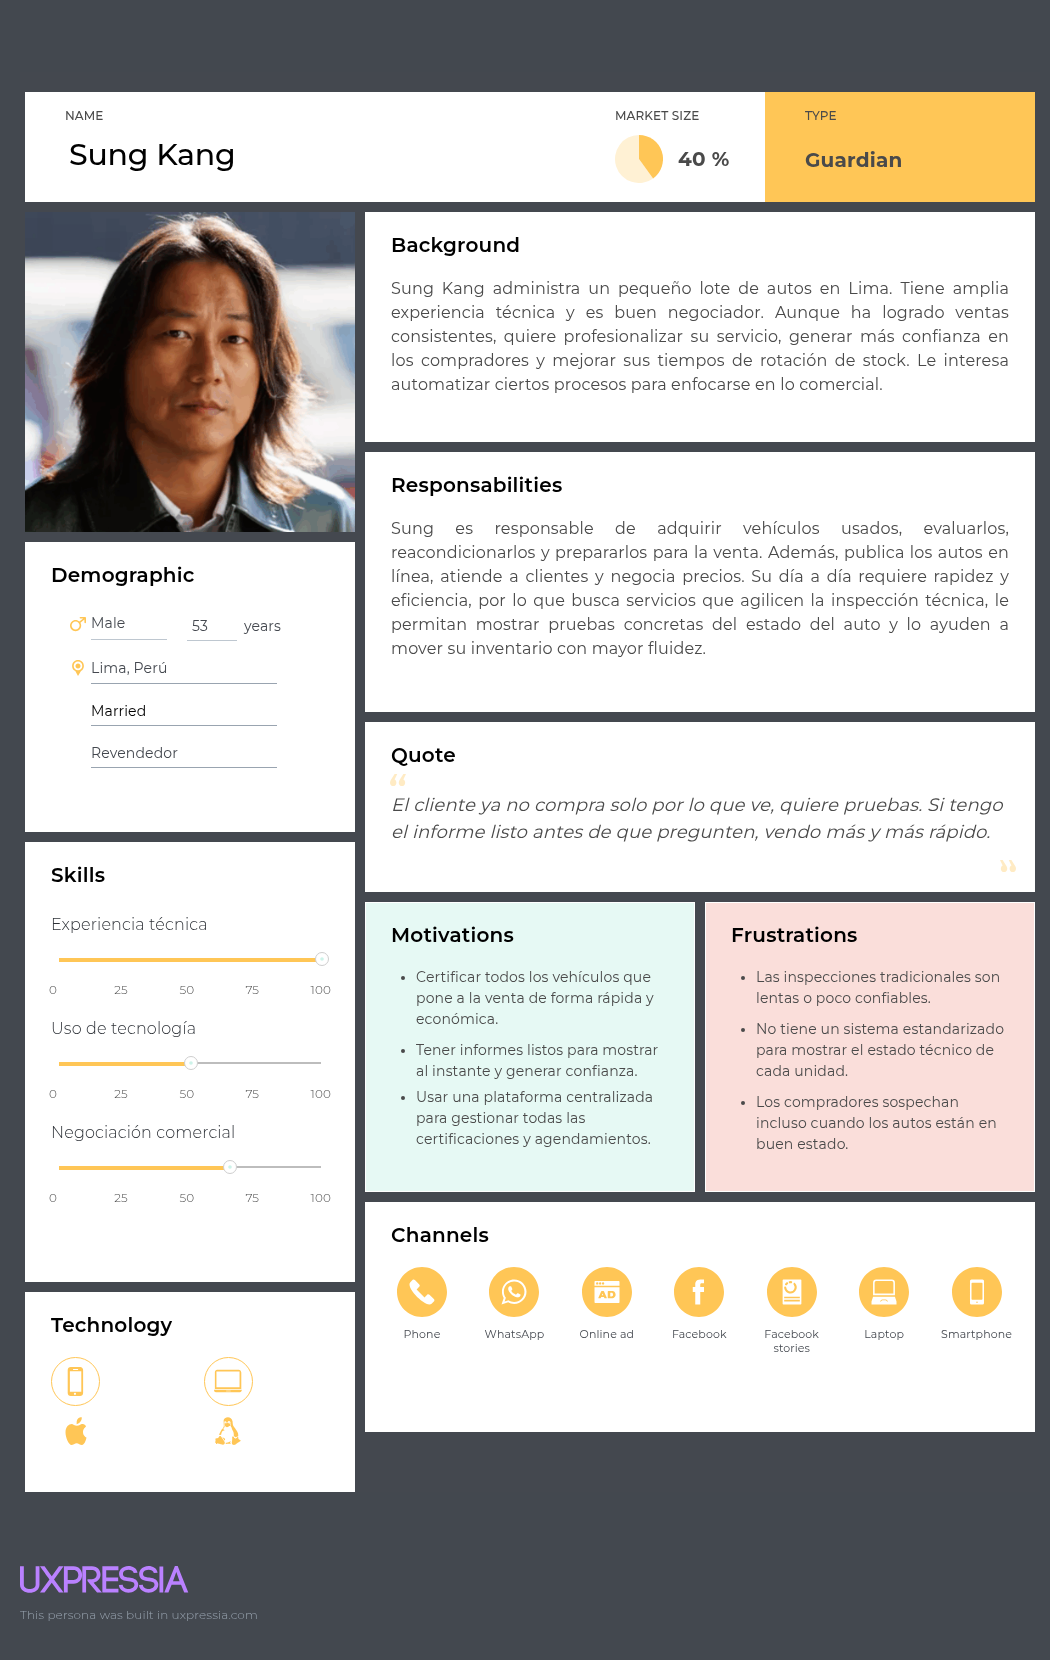 NAME
Sung Kang
MARKET SIZE
40 %
TYPE
Guardian
Background
Sung Kang administra un pequeño lote de autos en Lima. Tiene amplia
experiencia técnica y es buen negociador. Aunque ha logrado ventas
consistentes, quiere profesionalizar su servicio, generar más confianza en
los compradores y mejorar sus tiempos de rotación de stock. Le interesa
automatizar ciertos procesos para enfocarse en lo comercial.
Responsabilities
Sung es responsable de adquirir vehículos usados, evaluarlos,
reacondicionarlos y prepararlos para la venta. Además, publica los autos en
línea, atiende a clientes y negocia precios. Su día a día requiere rapidez y
eficiencia, por lo que busca servicios que agilicen la inspección técnica, le
permitan mostrar pruebas concretas del estado del auto y lo ayuden a
mover su inventario con mayor fluidez.
Demographic
Male 53 years
Lima, Perú
Married
Revendedor
Quote
“
El cliente ya no compra solo por lo que ve, quiere pruebas. Si tengo
el informe listo antes de que pregunten, vendo más y más rápido.
”
Skills
Experiencia técnica
0 25 50 75 100
Uso de tecnología
0 25 50 75 100
Negociación comercial
0 25 50 75 100
Motivations
• Certificar todos los vehículos que
pone a la venta de forma rápida y
económica.
• Tener informes listos para mostrar
al instante y generar confianza.
• Usar una plataforma centralizada
para gestionar todas las
certificaciones y agendamientos.
Frustrations
• Las inspecciones tradicionales son
lentas o poco confiables.
• No tiene un sistema estandarizado
para mostrar el estado técnico de
cada unidad.
• Los compradores sospechan
incluso cuando los autos están en
buen estado.
Channels
AD
Phone
WhatsApp
Online ad
Facebook
Facebook
stories
Laptop
Smartphone
Technology
UXPRESSIA
This persona was built in uxpressia.com